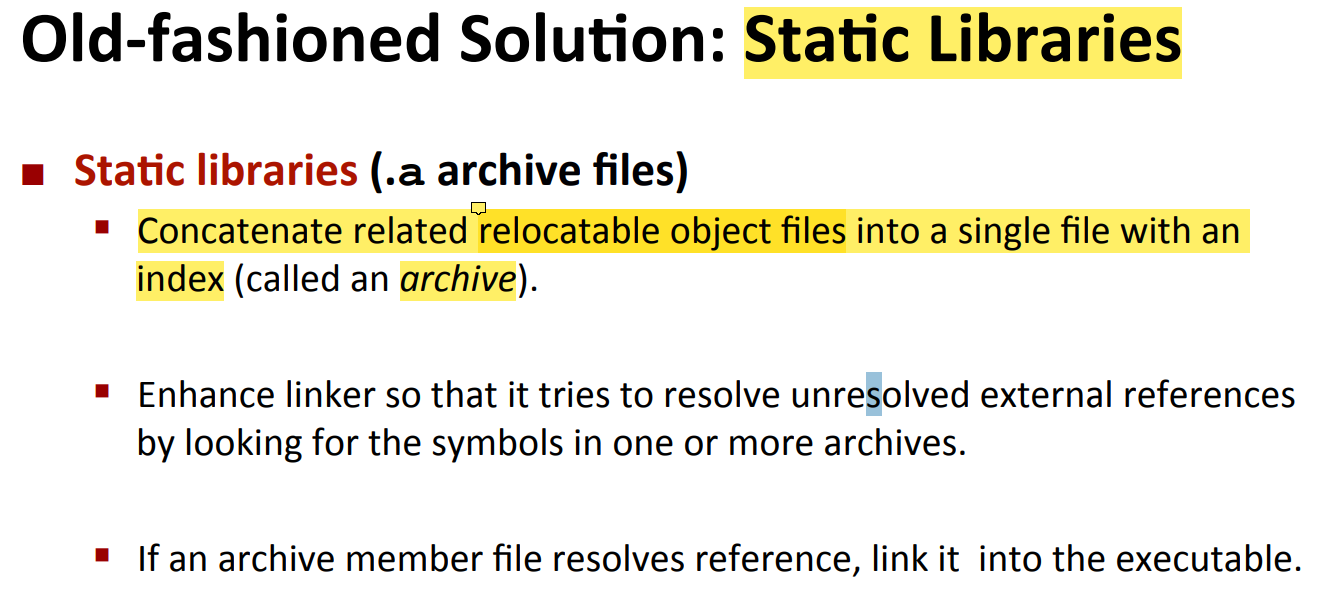 Old-fashioned Solution: Static Libraries
Static libraries (.a archive files)
Concatenate related relocatable object files into a single file with an
index (called an archive).
Enhance linker so that it tries to resolve unresolved external references
by looking for the symbols in one or more archives.
If an archive member file resolves reference, link it  into the executable.